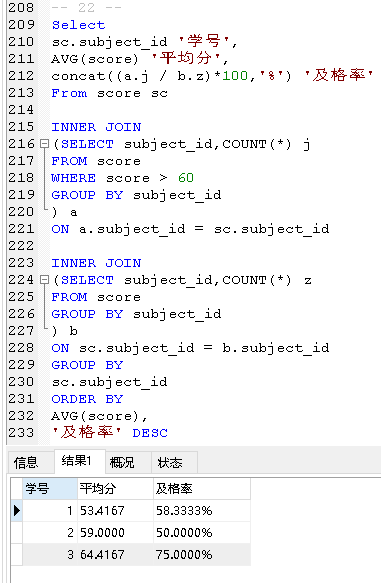 208 -- 22 --
209 Select
210 sc.subject_id '学号',
211 AVG(score) '平均分',
212 concat((a.j / b.z)*100,'%') '及格率'
213 From score sc
214
215 INNER JOIN
216 (SELECT subject_id,COUNT(*) j
217 FROM score
218 WHERE score > 60
219 GROUP BY subject_id
220 ) a
221 ON a.subject_id = sc.subject_id
222
223 INNER JOIN
224 (SELECT subject_id,COUNT(*) z
225 FROM score
226 GROUP BY subject_id
227 ) b
228 ON sc.subject_id = b.subject_id
229 GROUP BY
230 sc.subject_id
231 ORDER BY
232 AVG(score),
233 '及格率' DESC
信息 结果1 概况 状态
学号 平均分 及格率
1 53.4167 58.3333%
2 59.0000 50.0000%
3 64.4167 75.0000%